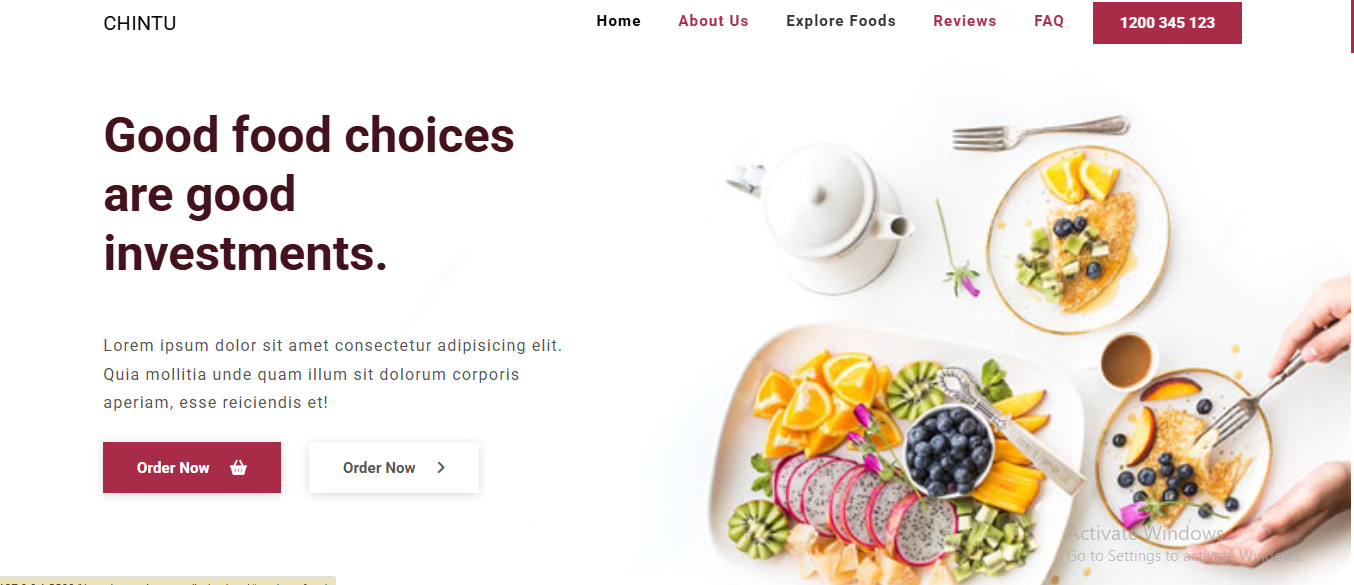 CHINTU
Home About Us Explore Foods Reviews FAQ 1200 345 123
Good food choices
are good
investments.
Lorem ipsum dolor sit amet consectetur adipisicing elit.
Quia mollitia unde quam illum sit dolorum corporis
aperiam, esse reiciendis et!
Order Now Order Now
Activate Windows
Go to Settings to activate Windows.